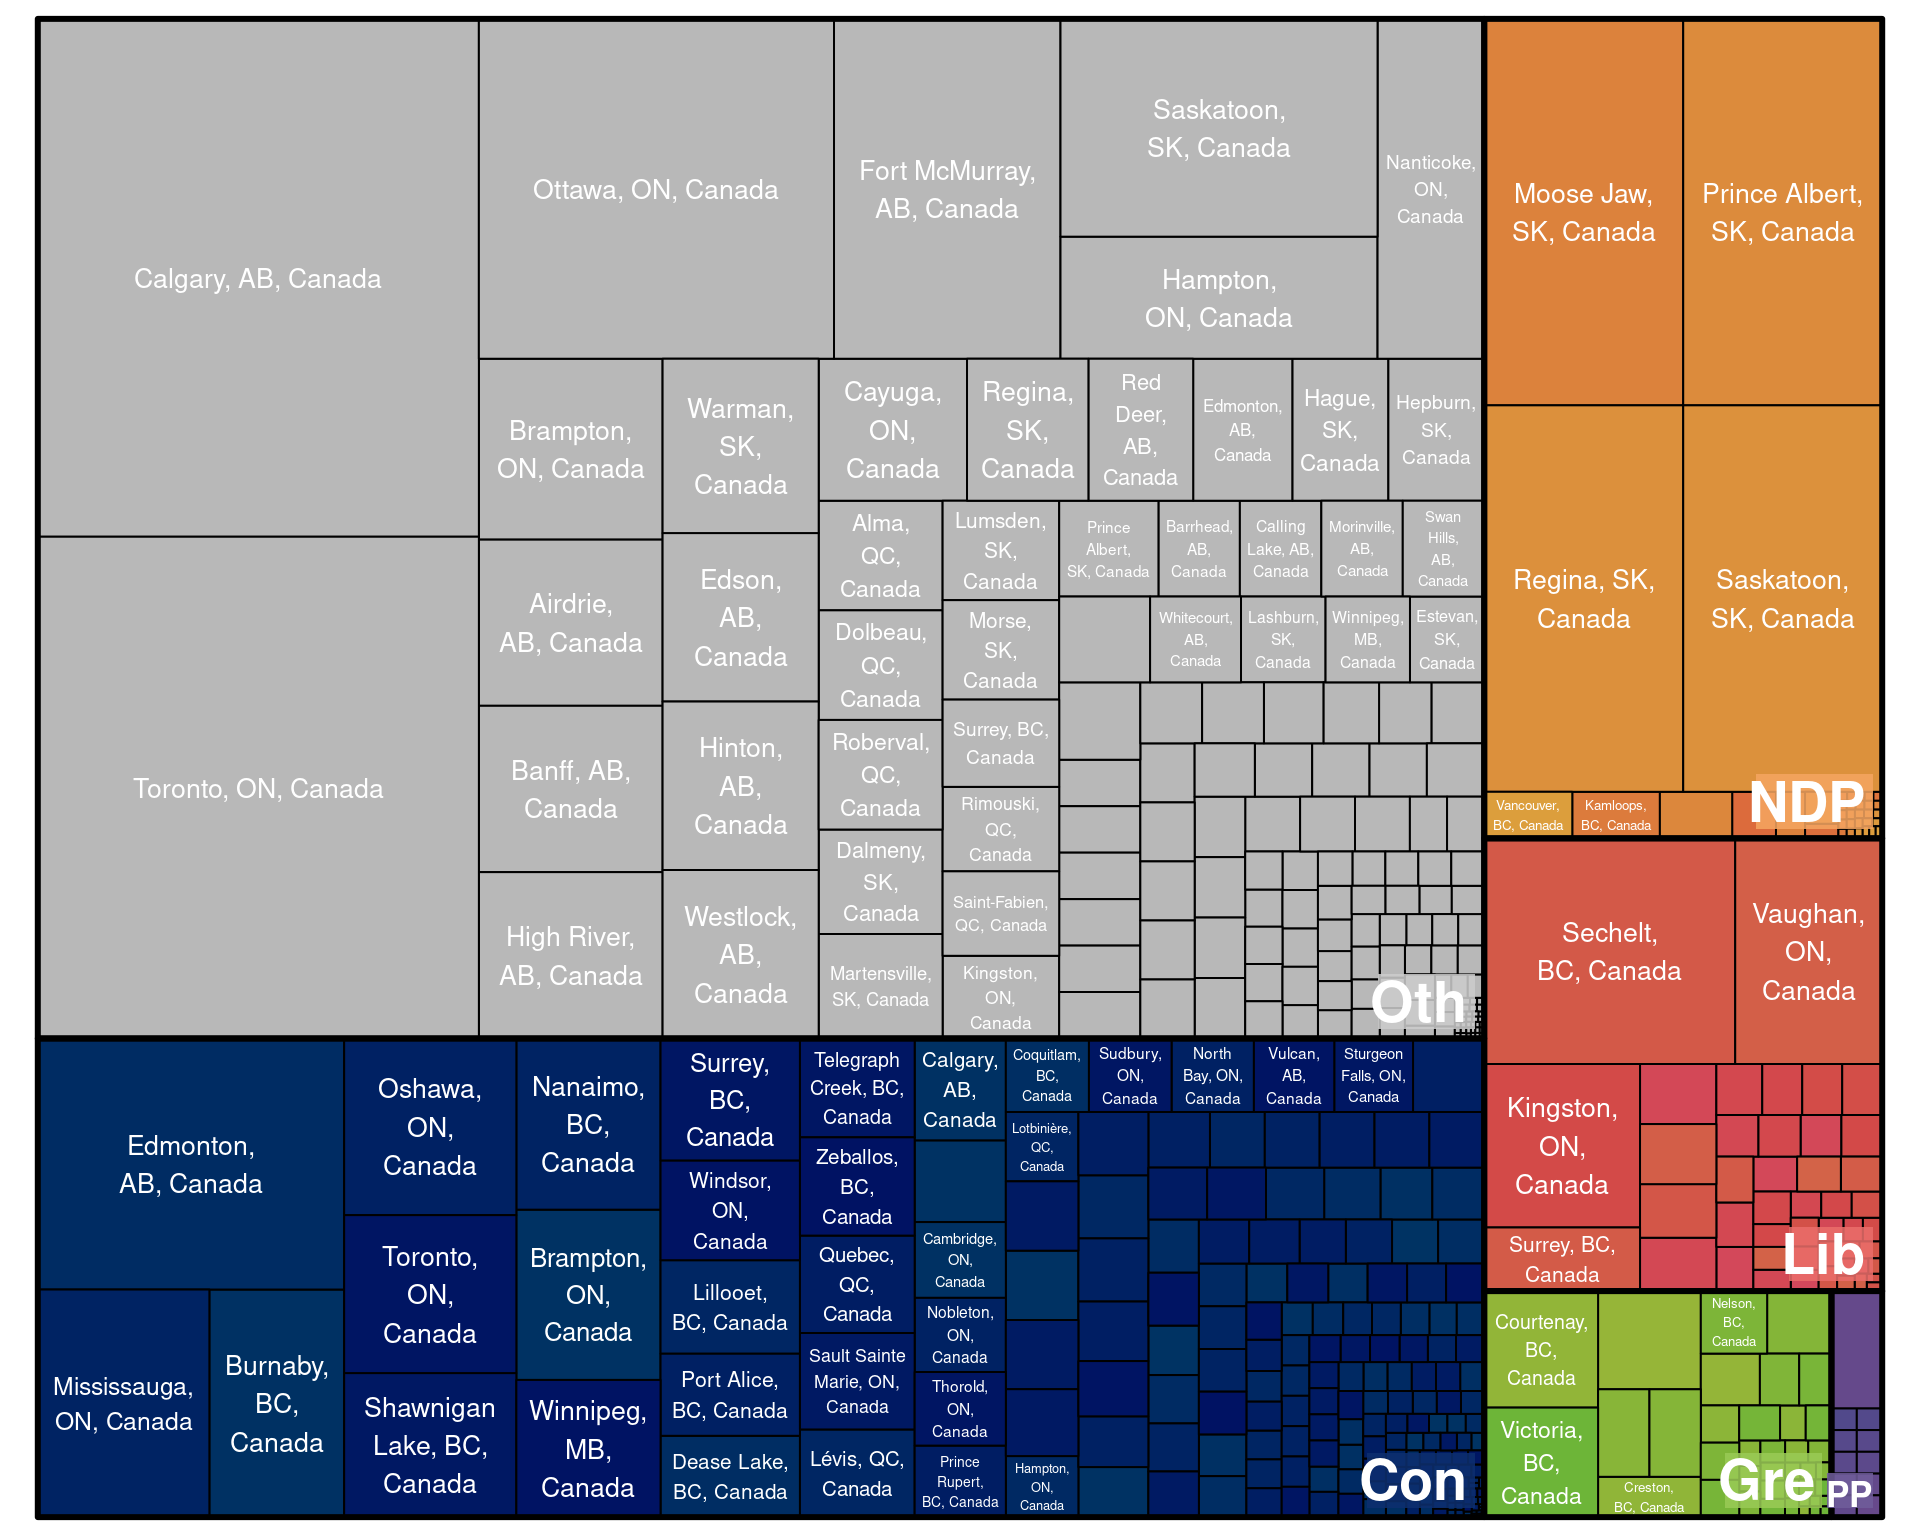 Calgary, AB, Canada
Toronto, ON, Canada
Ottawa, ON, Canada
Fort McMurray,
AB, Canada
Saskatoon,
SK, Canada
Hampton,
ON, Canada
Nanticoke,
ON,
Canada
Brampton,
ON, Canada
Airdrie,
AB, Canada
Banff, AB,
Canada
High River,
AB, Canada
Warman,
SK,
Canada
Edson,
AB,
Canada
Hinton,
AB,
Canada
Westlock,
AB,
Canada
Cayuga,
ON,
Canada
Regina,
SK,
Canada
Red
Deer,
AB,
Canada
Edmonton,
AB,
Canada
Hague,
SK,
Canada
Hepburn,
SK,
Canada
Alma,
QC,
Canada
Dolbeau,
QC,
Canada
Roberval,
QC,
Canada
Dalmeny,
SK,
Canada
Martensville,
SK, Canada
Lumsden,
SK,
Canada
Morse,
SK,
Canada
Surrey, BC,
Canada
Rimouski,
QC,
Canada
Saint-Fabien,
QC, Canada
Kingston,
ON,
Canada
Prince
Albert,
SK, Canada
Barrhead,
AB,
Canada
Calling
Lake, AB,
Canada
Morinville,
AB,
Canada
Swan
Hills,
AB,
Canada
Whitecourt,
AB,
Canada
Lashburn,
SK,
Canada
Winnipeg,
MB,
Canada
Estevan,
SK,
Canada
Oth
Moose Jaw,
SK, Canada
Prince Albert,
SK, Canada
Regina, SK,
Canada
Saskatoon,
SK, Canada
Vancouver,
BC, Canada
Kamloops,
BC, Canada
NDP
Sechelt,
BC, Canada
Vaughan,
ON,
Canada
Kingston,
ON,
Canada
Surrey, BC,
Canada
Lib
Edmonton,
AB, Canada
Mississauga,
ON, Canada
Burnaby,
BC,
Canada
Oshawa,
ON,
Canada
Toronto,
ON,
Canada
Shawnigan
Lake, BC,
Canada
Nanaimo,
BC,
Canada
Brampton,
ON,
Canada
Winnipeg,
MB,
Canada
Surrey,
BC,
Canada
Windsor,
ON,
Canada
Lillooet,
BC, Canada
Port Alice,
BC, Canada
Dease Lake,
BC, Canada
Telegraph
Creek, BC,
Canada
Zeballos,
BC,
Canada
Quebec,
QC,
Canada
Sault Sainte
Marie, ON,
Canada
Lévis, QC,
Canada
Calgary,
AB,
Canada
Cambridge,
ON,
Canada
Nobleton,
ON,
Canada
Thorold,
ON,
Canada
Prince
Rupert,
BC, Canada
Coquitlam,
BC,
Canada
Lotbinière,
QC,
Canada
Hampton,
ON,
Canada
Sudbury,
ON,
Canada
North
Bay, ON,
Canada
Vulcan,
AB,
Canada
Sturgeon
Falls, ON,
Canada
Con
Courtenay,
BC,
Canada
Victoria,
BC,
Canada
Nelson,
BC,
Canada
Creston,
BC, Canada
Gre
PP